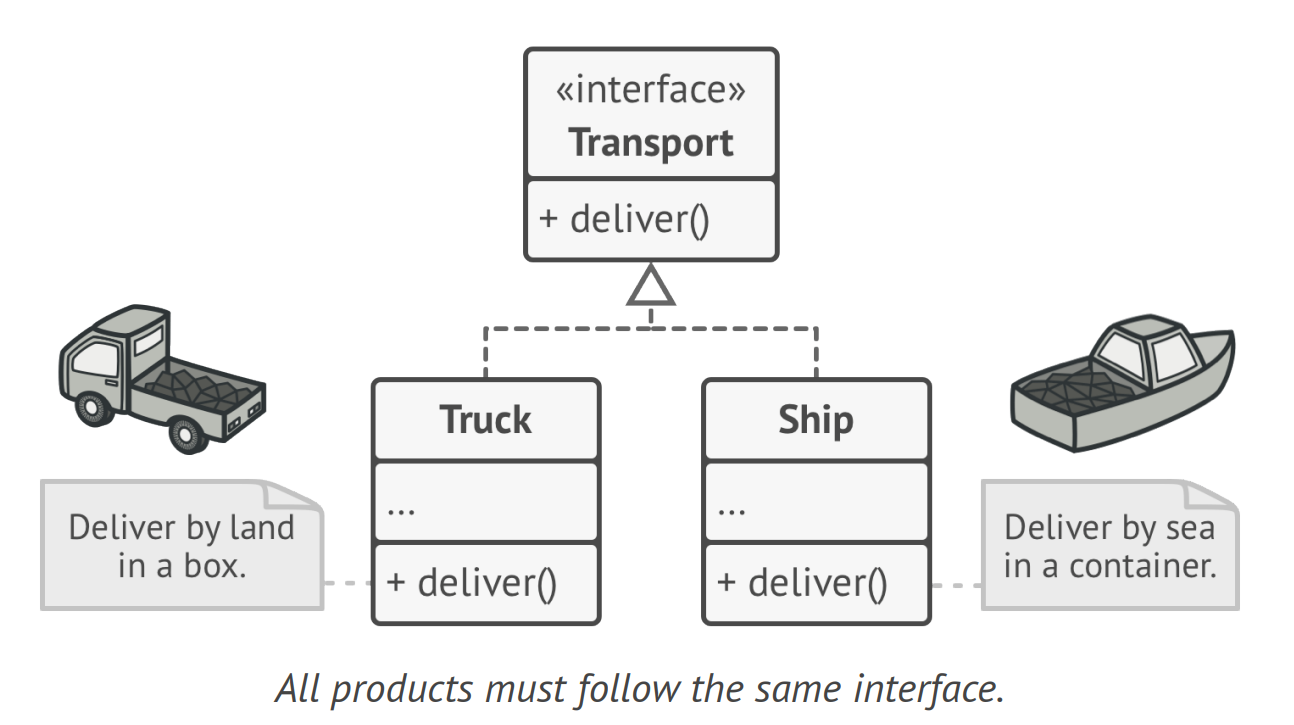 «interface»
Transport
+ deliver()
Truck
...
+ deliver()
Ship
...
+ deliver()
Deliver by land
in a box.
Deliver by sea
in a container.
All products must follow the same interface.